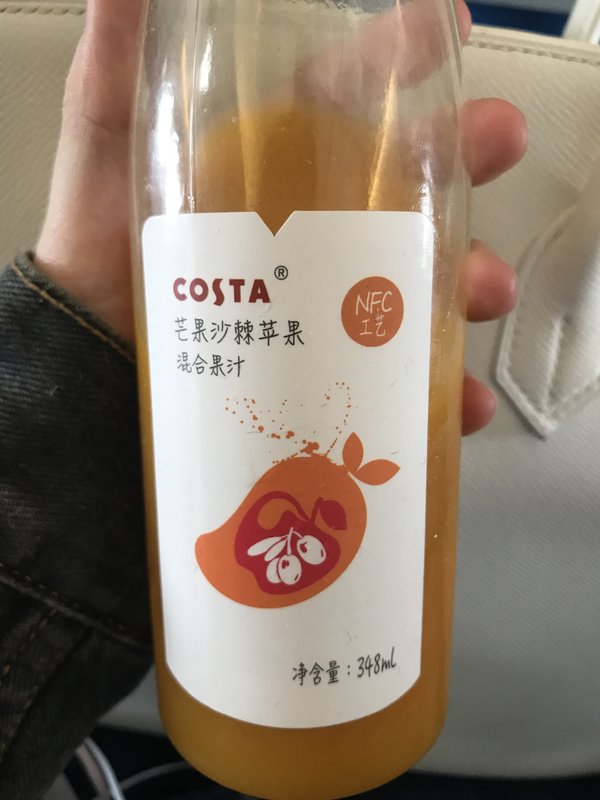 COSTA®
NFC
工艺
芒果沙棘苹果
混合果汁
净含量：348ml